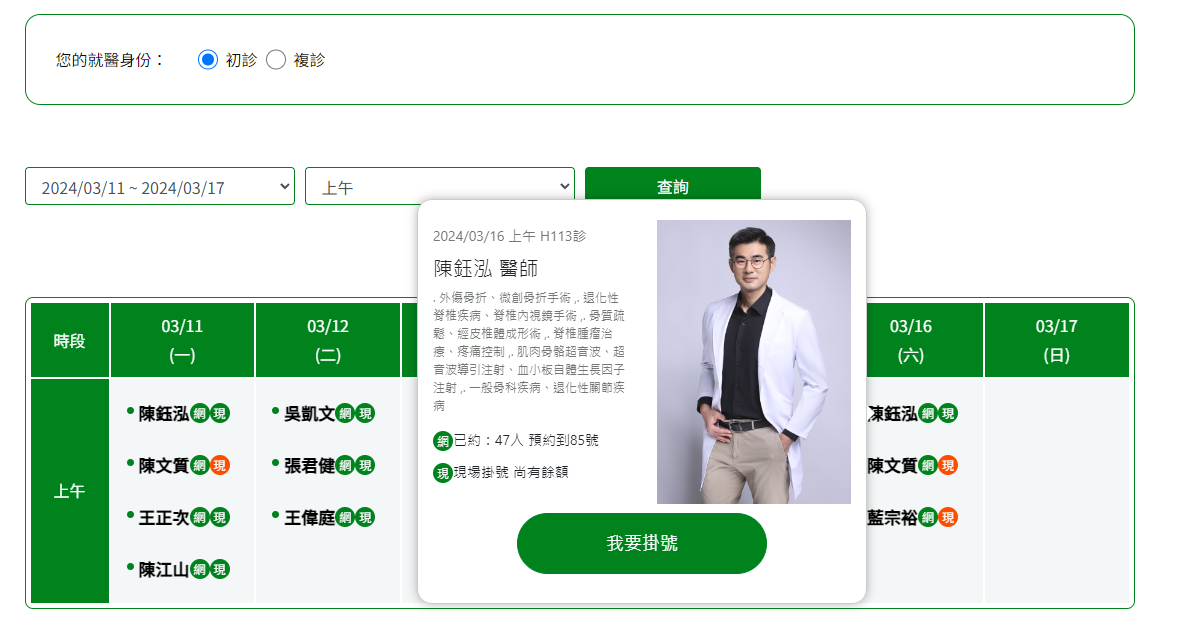 您的就醫身份： 初診 複診
2024/03/11 ~ 2024/03/17 上午 查詢
2024/03/16 上午 H113診
陳鈺泓 醫師
. 外傷骨折、微創骨折手術 ,. 退化性
脊椎疾病、脊椎內視鏡手術 ,. 骨質疏
鬆、經皮椎體成形術 ,. 脊椎腫瘤治
療、疼痛控制 ,. 肌肉骨骼超音波、超
音波導引注射、血小板自體生長因子
注射 ,. 一般骨科疾病、退化性關節疾
病
網已約：47人 預約到85號
現現場掛號 尚有餘額
我要掛號
時段
03/11
(一)
03/12
(二)
03/16
(六)
03/17
(日)
上午
陳鈺泓網現
陳文質網現
王正次網現
陳江山網現
吳凱文網現
張君健網現
王偉庭網現
陳鈺泓網現
陳文質網現
藍宗裕網現